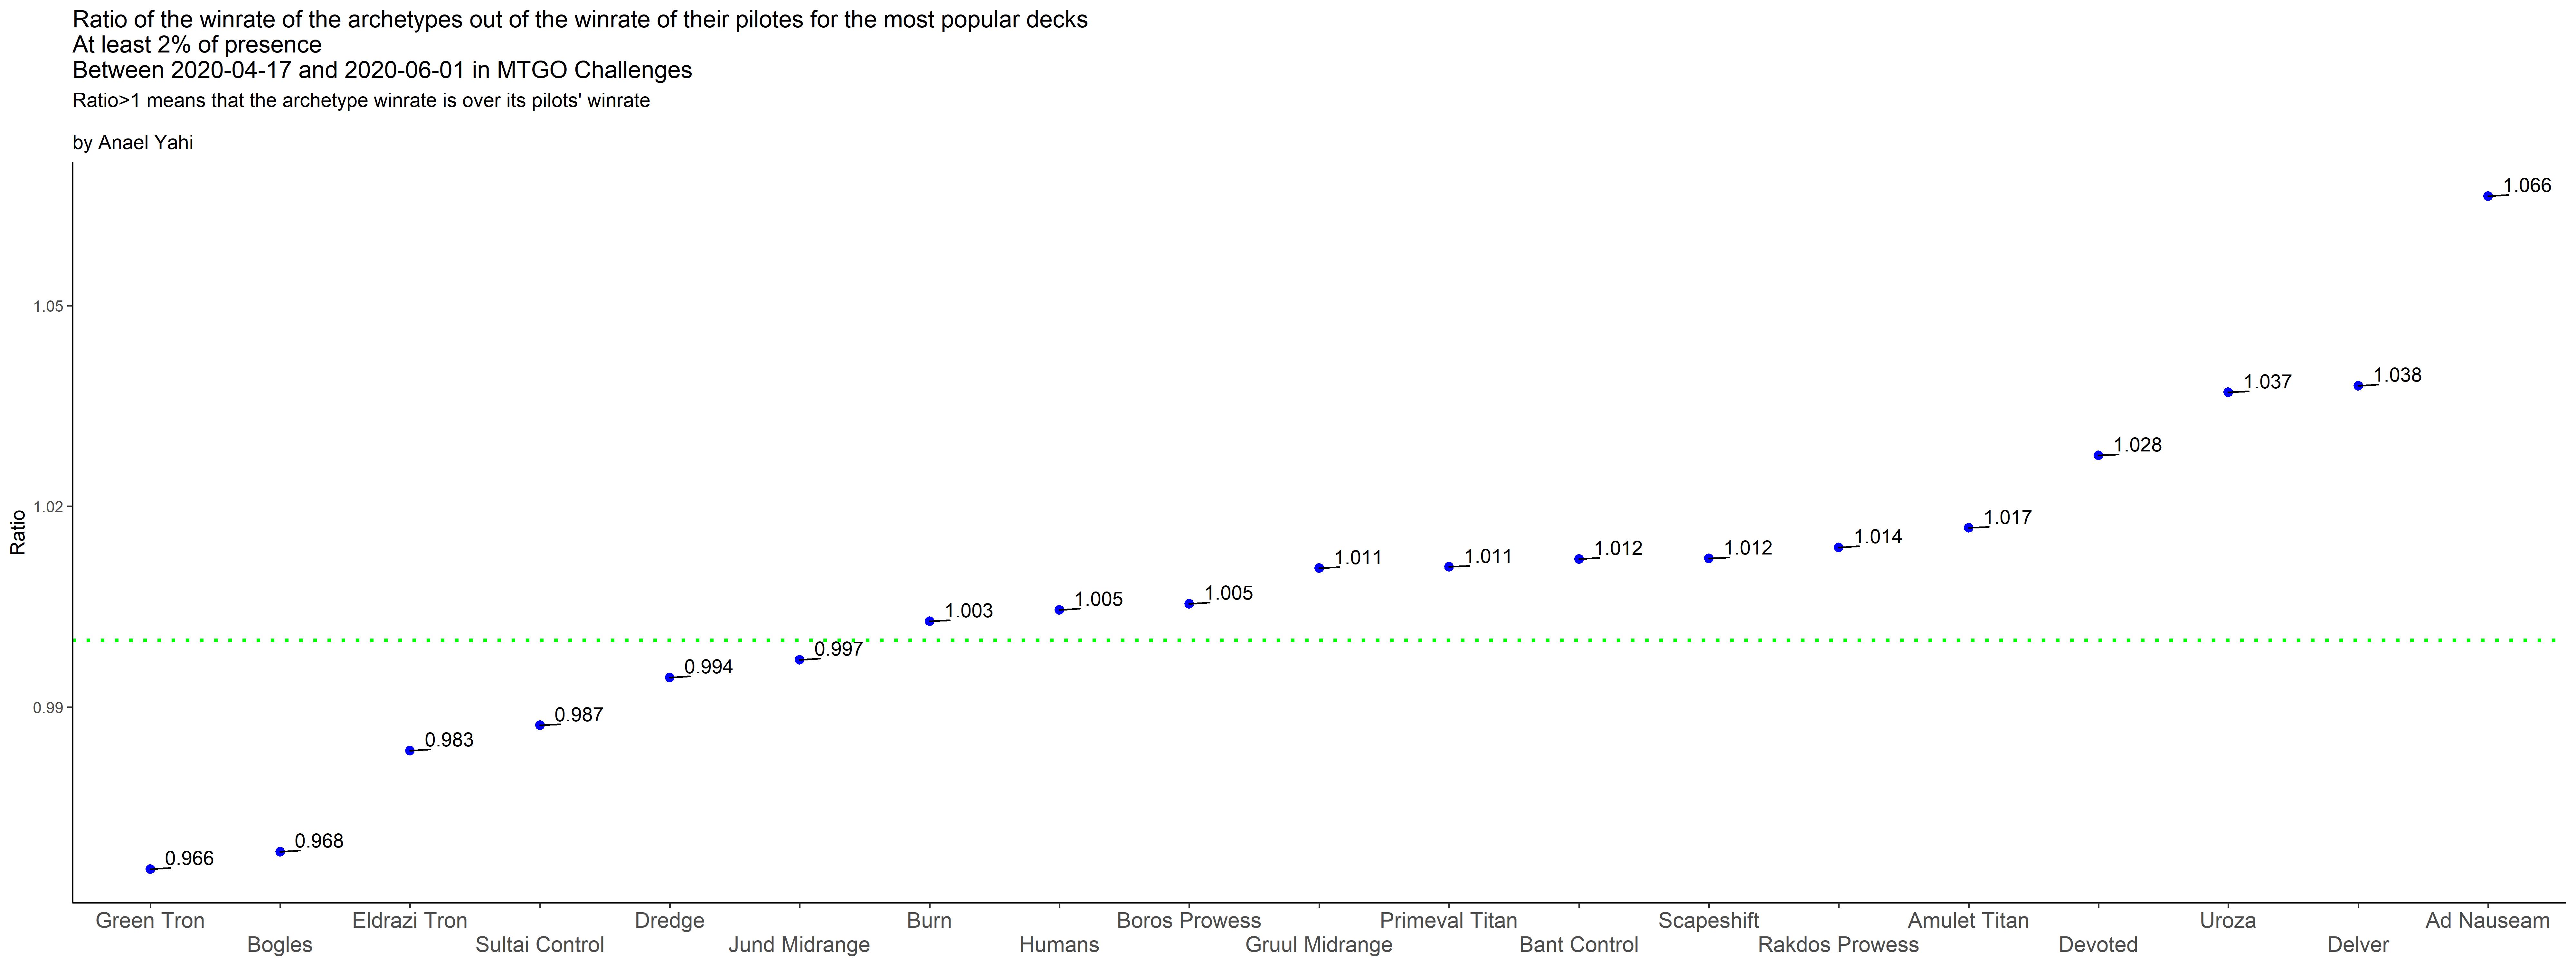 Ratio of the winrate of the archetypes out of the winrate of their pilotes for the most popular decks
At least 2% of presence
Between 2020-04-17 and 2020-06-01 in MTGO Challenges
Ratio>1 means that the archetype winrate is over its pilots' winrate
by Anael Yahi
Ratio
1.05
1.02
0.99
0.966
0.968
0.983
0.987
0.994
0.997
1.003
1.005
1.005
1.011
1.011
1.012
1.012
1.014
1.017
1.028
1.037
1.038
1.066
Green Tron
Bogles
Eldrazi Tron
Sultai Control
Dredge
Jund Midrange
Burn
Humans
Boros Prowess
Gruul Midrange
Primeval Titan
Bant Control
Scapeshift
Rakdos Prowess
Amulet Titan
Devoted
Uroza
Delver
Ad Nauseam